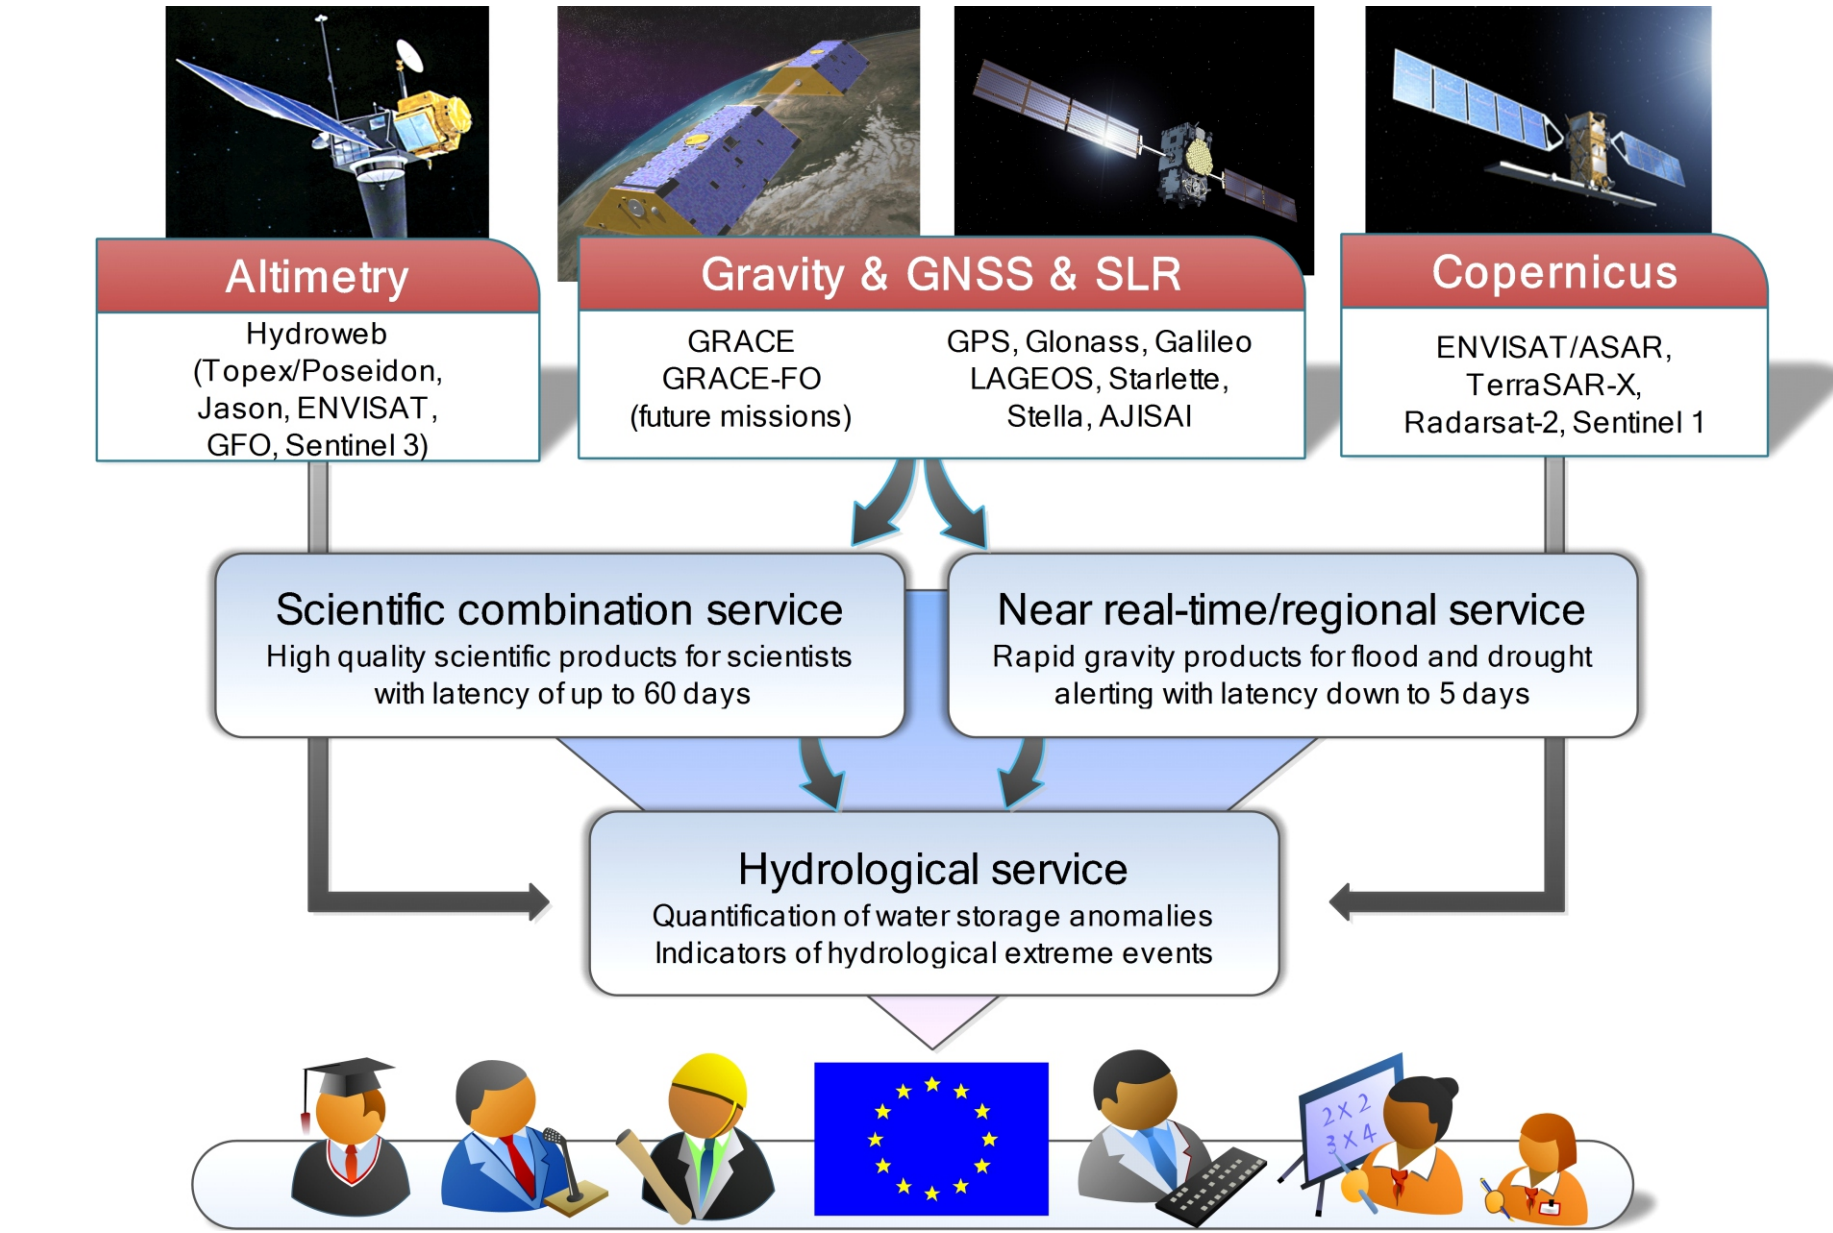 Altimetry
Hydroweb
(Topex/Poseidon,
Jason, ENVISAT,
GFO, Sentinel 3)
Gravity & GNSS & SLR
GRACE
GRACE-FO
(future missions)
GPS, Glonass, Galileo
LAGEOS, Starlette,
Stella, AJISAI
Copernicus
ENVISAT/ASAR,
TerraSAR-X,
Radarsat-2, Sentinel 1
Scientific combination service
High quality scientific products for scientists
with latency of up to 60 days
Near real-time/regional service
Rapid gravity products for flood and drought
alerting with latency down to 5 days
Hydrological service
Quantification of water storage anomalies
Indicators of hydrological extreme events
2 x 2
3 x 4